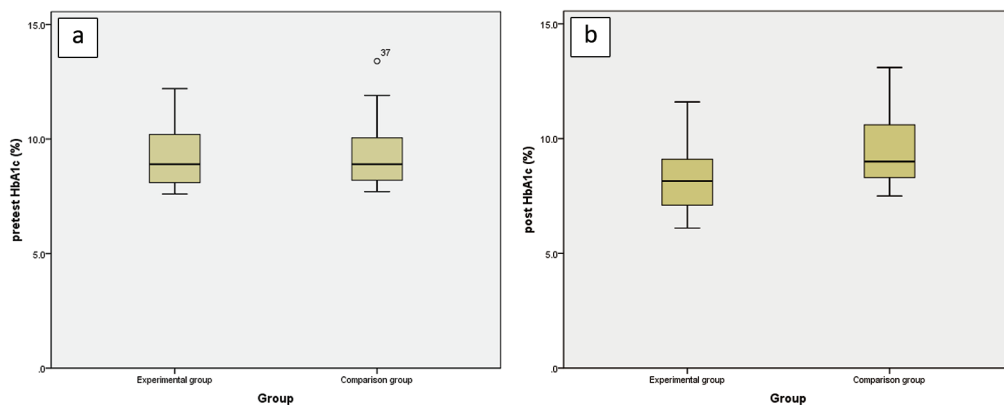 a
pretest HbA1c (%)
15.0
10.0
5.0
.0
37
Experimental group
Comparison group
Group
b
post HbA1c (%)
15.0
10.0
5.0
.0
Experimental group
Comparison group
Group